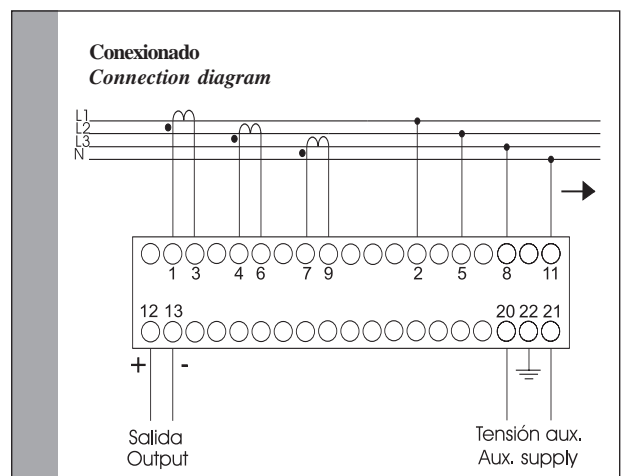 Conexionado
Connection diagram
L1
L2
L3
N
1 3 4 6 7 9 2 5 8 11
12 13 20 22 21
+ -
Salida
Output
Tensión aux.
Aux. supply